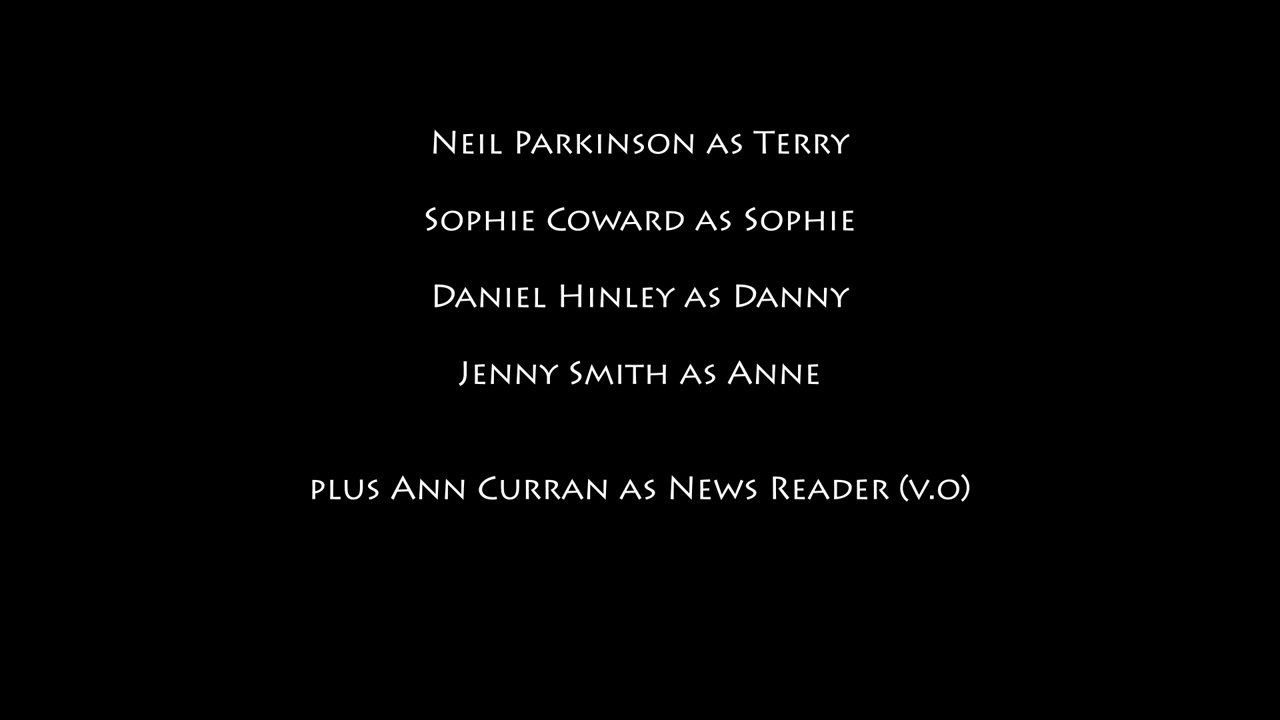 Neil Parkinson as Terry
Sophie Coward as Sophie
Daniel Hinley as Danny
Jenny Smith as Anne
plus Ann Curran as News Reader (v.o)